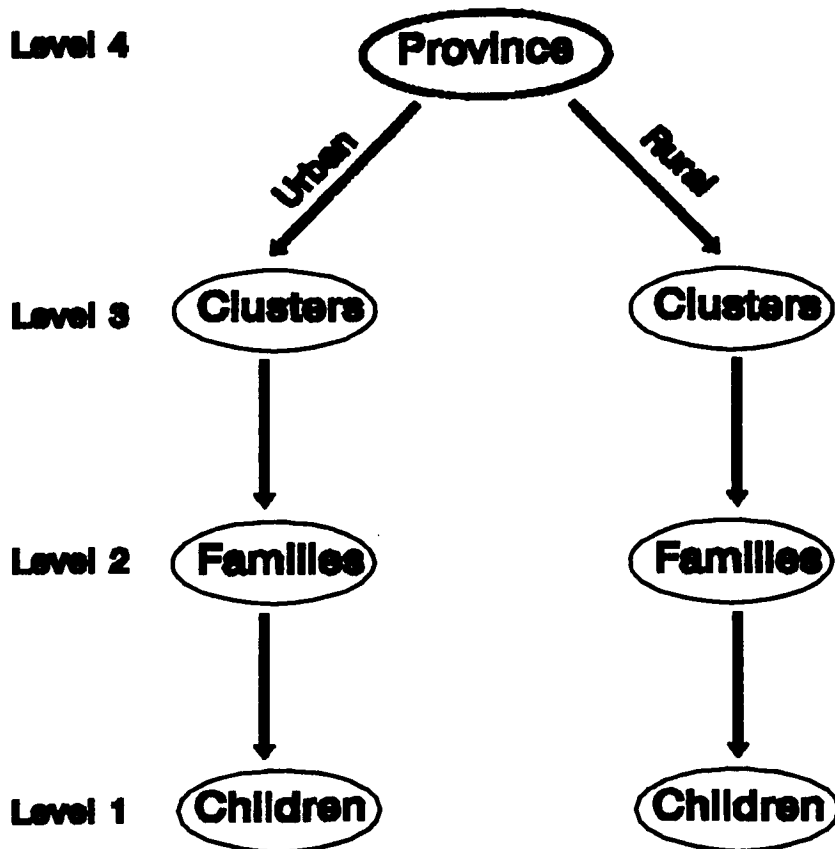 Level 4 Province
Urban Rural
Level 3 Clusters Clusters
Level 2 Families Families
Level 1 Children Children